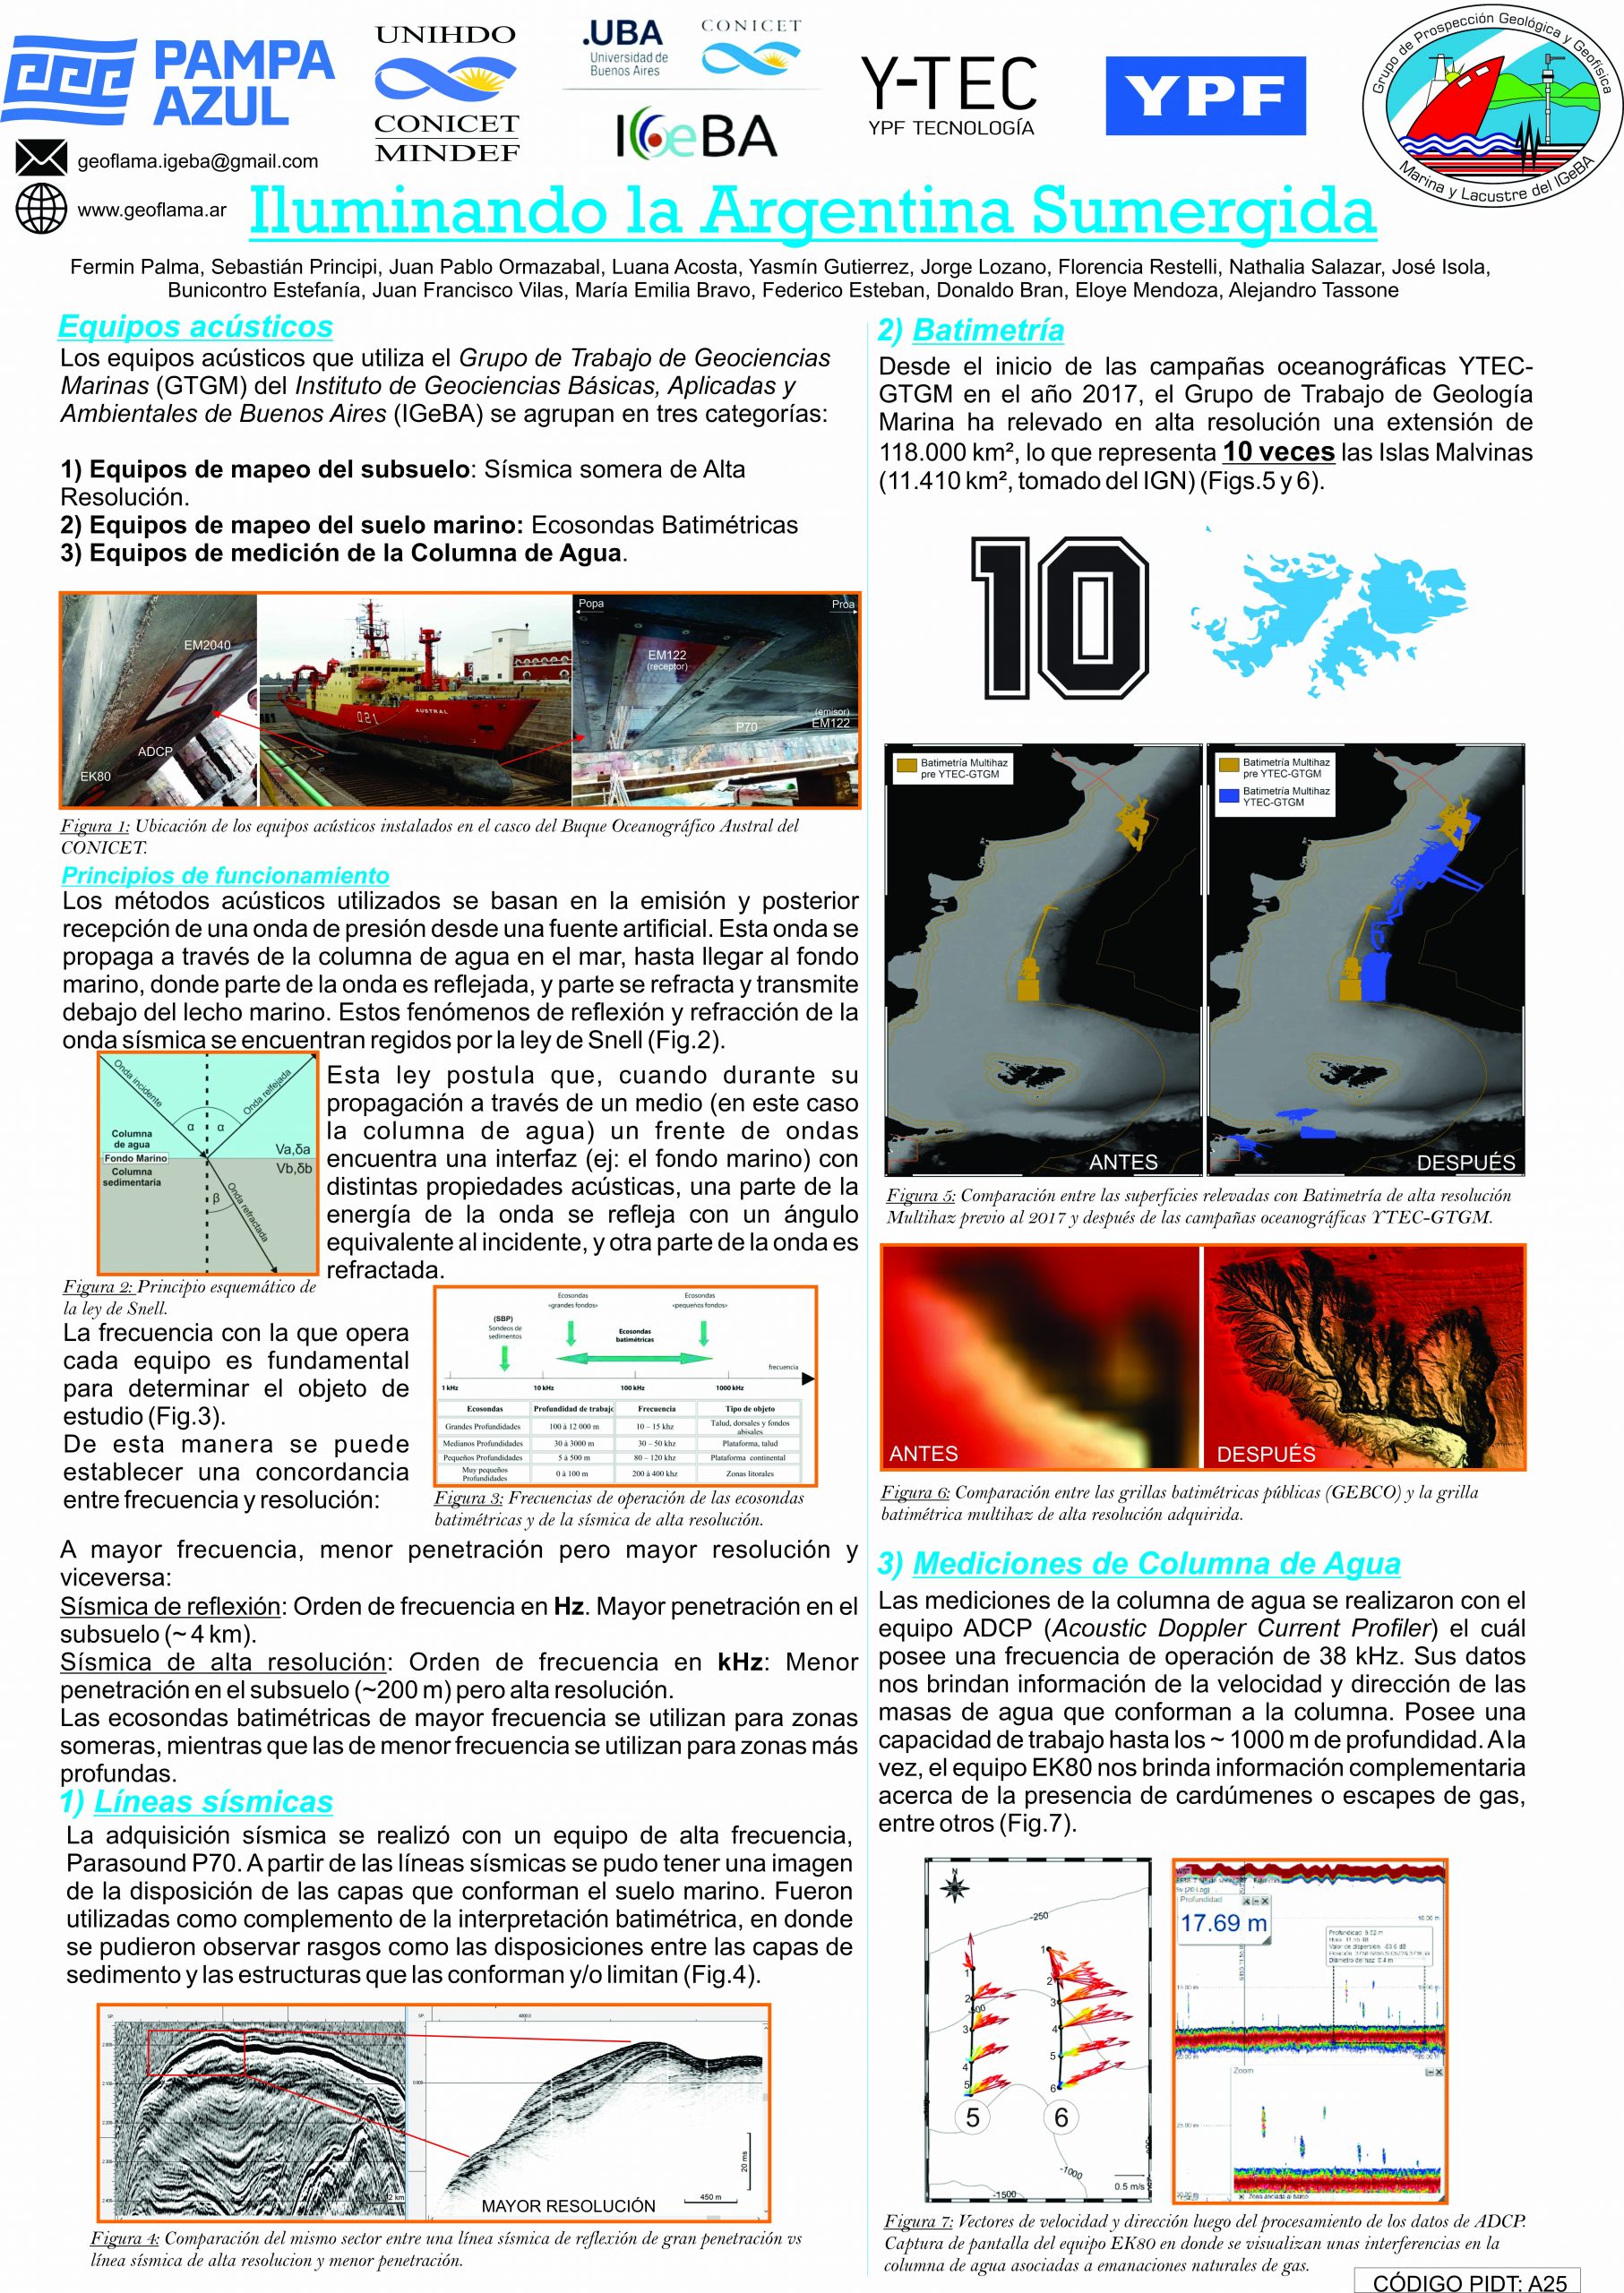 PAMPA
AZUL
UNIHDO
CONICET
MINDEF
.UBA
Universidad de
Buenos Aires
CONICET
IGeBA
Y-TEC
YPF TECNOLOGÍA
YPF
Grupo de Prospección Geológica y Geofísica
Marina y Lacustre del IGeBA
geoflama.igeba@gmail.com
www.geoflama.ar
Iluminando la Argentina Sumergida
Fermin Palma, Sebastián Principi, Juan Pablo Ormazabal, Luana Acosta, Yasmín Gutierrez, Jorge Lozano, Florencia Restelli, Nathalia Salazar, José Isola,
Bunicontro Estefanía, Juan Francisco Vilas, María Emilia Bravo, Federico Esteban, Donaldo Bran, Eloye Mendoza, Alejandro Tassone
Equipos acústicos
Los equipos acústicos que utiliza el Grupo de Trabajo de Geociencias
Marinas (GTGM) del Instituto de Geociencias Básicas, Aplicadas y
Ambientales de Buenos Aires (IGeBA) se agrupan en tres categorías:
1) Equipos de mapeo del subsuelo: Sísmica somera de Alta
Resolución.
2) Equipos de mapeo del suelo marino: Ecosondas Batimétricas
3) Equipos de medición de la Columna de Agua.
EM2040
ADCP
EK80
Q21
AUSTRAL
Popa
Proa
EM122
(receptor)
P70
(emisor)
EM122
Figura 1: Ubicación de los equipos acústicos instalados en el casco del Buque Oceanográfico Austral del
CONICET.
Principios de funcionamiento
Los métodos acústicos utilizados se basan en la emisión y posterior
recepción de una onda de presión desde una fuente artificial. Esta onda se
propaga a través de la columna de agua en el mar, hasta llegar al fondo
marino, donde parte de la onda es reflejada, y parte se refracta y transmite
debajo del lecho marino. Estos fenómenos de reflexión y refracción de la
onda sísmica se encuentran regidos por la ley de Snell (Fig.2).
Onda incidente
Onda relfejada
α
α
Columna
de agua
Va,δa
Fondo Marino
Vb,δb
Columna
sedimentaria
β
Onda refractada
Figura 2: Principio esquemático de
la ley de Snell.
Esta ley postula que, cuando durante su
propagación a través de un medio (en este caso
la columna de agua) un frente de ondas
encuentra una interfaz (ej: el fondo marino) con
distintas propiedades acústicas, una parte de la
energía de la onda se refleja con un ángulo
equivalente al incidente, y otra parte de la onda es
refractada.
La frecuencia con la que opera
cada equipo es fundamental
para determinar el objeto de
estudio (Fig.3).
De esta manera se puede
establecer una concordancia
entre frecuencia y resolución:
Ecosondas
«grandes fondos»
Ecosondas
«pequeños fondos»
(SBP)
Sondeos de
sedimentos
Ecosondas
batimétricas
frecuencia
1 kHz
10 kHz
100 kHz
1000 kHz
Ecosondas Profundidad de trabajo Frecuencia Tipo de objeto
Grandes Profundidades 100 à 12 000 m 10 – 15 khz Talud, dorsales y fondos abisales
Medianos Profundidades 30 à 3000 m 30 – 50 khz Plataforma, talud
Pequeños Profundidades 5 à 500 m 80 – 120 khz Plataforma continental
Muy pequeños Profundidades 0 à 100 m 200 à 400 khz Zonas litorales
Figura 3: Frecuencias de operación de las ecosondas
batimétricas y de la sísmica de alta resolución.
A mayor frecuencia, menor penetración pero mayor resolución y
viceversa:
Sísmica de reflexión: Orden de frecuencia en Hz. Mayor penetración en el
subsuelo (~ 4 km).
Sísmica de alta resolución: Orden de frecuencia en kHz: Menor
penetración en el subsuelo (~200 m) pero alta resolución.
Las ecosondas batimétricas de mayor frecuencia se utilizan para zonas
someras, mientras que las de menor frecuencia se utilizan para zonas más
profundas.
1) Líneas sísmicas
La adquisición sísmica se realizó con un equipo de alta frecuencia,
Parasound P70. A partir de las líneas sísmicas se pudo tener una imagen
de la disposición de las capas que conforman el suelo marino. Fueron
utilizadas como complemento de la interpretación batimétrica, en donde
se pudieron observar rasgos como las disposiciones entre las capas de
sedimento y las estructuras que las conforman y/o limitan (Fig.4).
2 km
20 ms
450 m
MAYOR RESOLUCIÓN
Figura 4: Comparación del mismo sector entre una línea sísmica de reflexión de gran penetración vs
línea sísmica de alta resolucion y menor penetración.
2) Batimetría
Desde el inicio de las campañas oceanográficas YTEC-
GTGM en el año 2017, el Grupo de Trabajo de Geología
Marina ha relevado en alta resolución una extensión de
118.000 km², lo que representa 10 veces las Islas Malvinas
(11.410 km², tomado del IGN) (Figs.5 y 6).
10
Batimetría Multihaz
pre YTEC-GTGM
ANTES
Batimetría Multihaz
pre YTEC-GTGM
Batimetría Multihaz
YTEC-GTGM
DESPUÉS
Figura 5: Comparación entre las superficies relevadas con Batimetría de alta resolución
Multihaz previo al 2017 y después de las campañas oceanográficas YTEC-GTGM.
ANTES
DESPUÉS
Figura 6: Comparación entre las grillas batimétricas públicas (GEBCO) y la grilla
batimétrica multihaz de alta resolución adquirida.
3) Mediciones de Columna de Agua
Las mediciones de la columna de agua se realizaron con el
equipo ADCP (Acoustic Doppler Current Profiler) el cuál
posee una frecuencia de operación de 38 kHz. Sus datos
nos brindan información de la velocidad y dirección de las
masas de agua que conforman a la columna. Posee una
capacidad de trabajo hasta los ~ 1000 m de profundidad. A la
vez, el equipo EK80 nos brinda información complementaria
acerca de la presencia de cardúmenes o escapes de gas,
entre otros (Fig.7).
N
-250
1
2
3
4
5
1
2
3
4
5
6
5
6
-1000
-1500
0.5 m/s
Profundidad
17.69 m
Zoom
Figura 7: Vectores de velocidad y dirección luego del procesamiento de los datos de ADCP.
Captura de pantalla del equipo EK80 en donde se visualizan unas interferencias en la
columna de agua asociadas a emanaciones naturales de gas.
CÓDIGO PIDT: A25